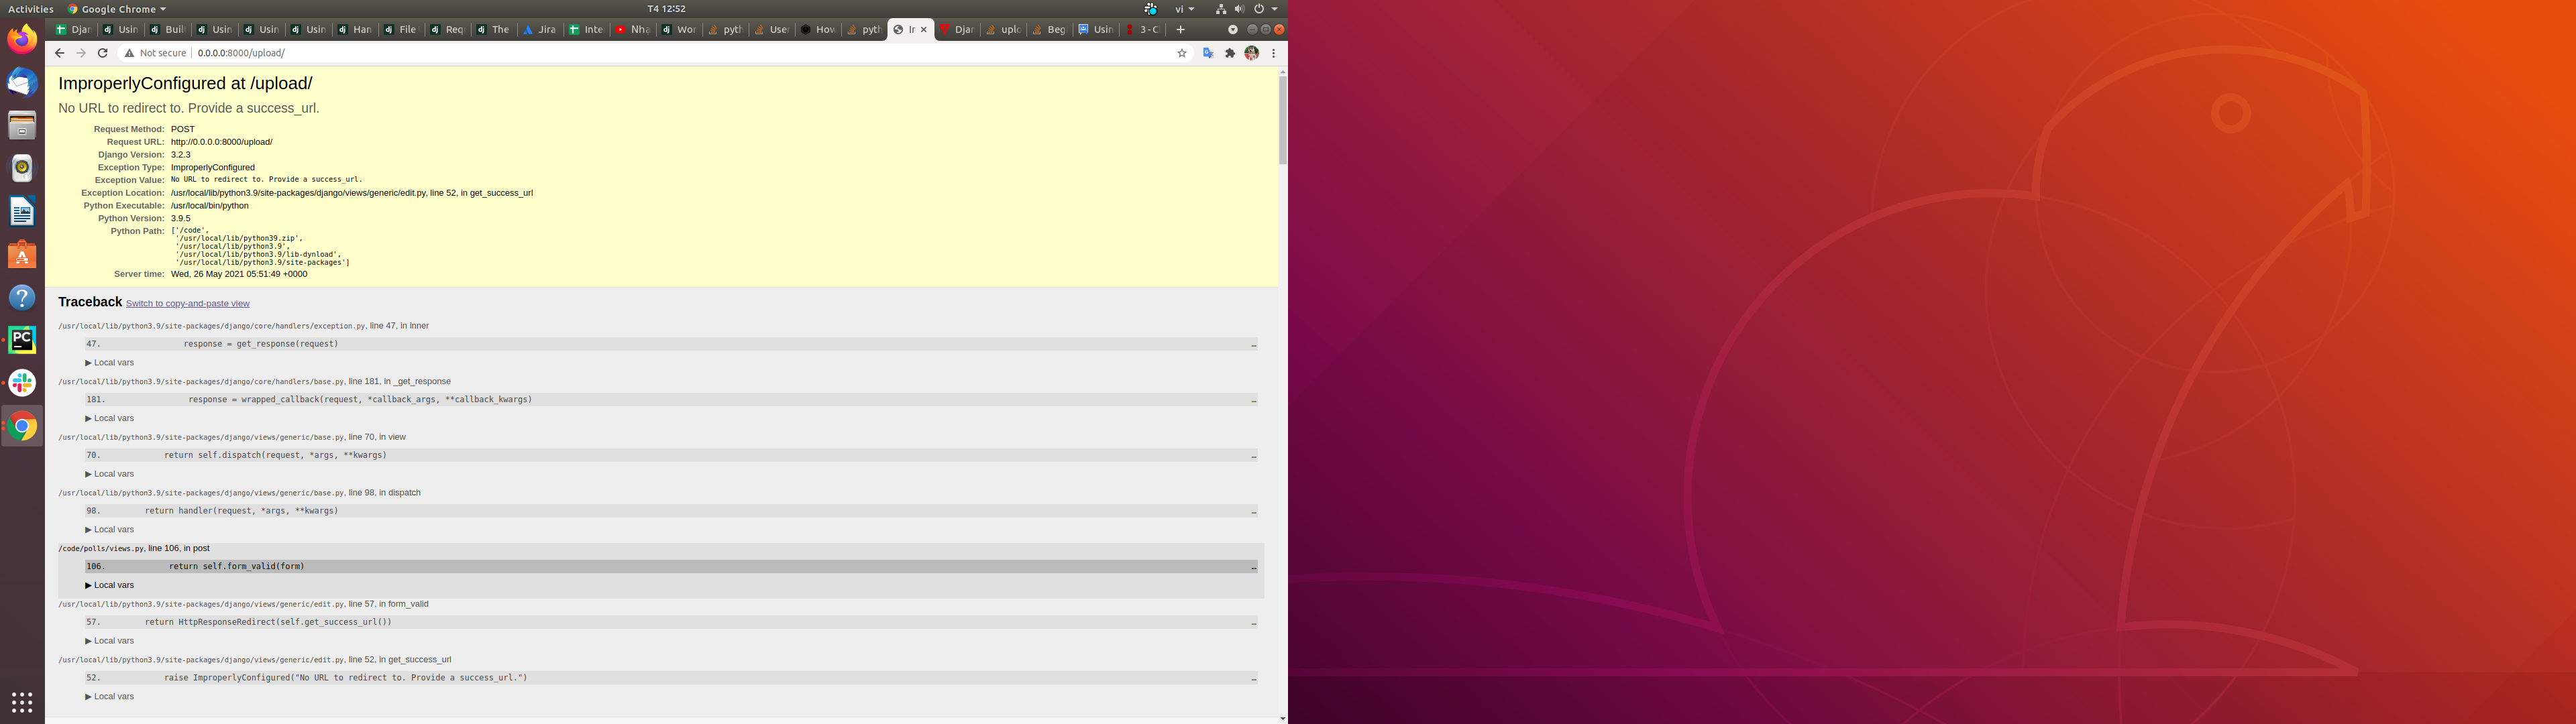 Activities
Google Chrome
T4 12:52
vi
Djan
Usin
Buil
Usin
Usin
Usin
Han
File
Req
The
Jira
Inte
Nha
Wor
pyth
User
How
pyth
Ir
Djar
uplo
Beg
Usin
3 - C
Not secure
0.0.0.0:8000/upload/
ImproperlyConfigured at /upload/
No URL to redirect to. Provide a success_url.
Request Method: POST
Request URL: http://0.0.0.0:8000/upload/
Django Version: 3.2.3
Exception Type: ImproperlyConfigured
Exception Value: No URL to redirect to. Provide a success_url.
Exception Location: /usr/local/lib/python3.9/site-packages/django/views/generic/edit.py, line 52, in get_success_url
Python Executable: /usr/local/bin/python
Python Version: 3.9.5
Python Path: ['/code',
'/usr/local/lib/python39.zip',
'/usr/local/lib/python3.9',
'/usr/local/lib/python3.9/lib-dynload',
'/usr/local/lib/python3.9/site-packages']
Server time: Wed, 26 May 2021 05:51:49 +0000
Traceback Switch to copy-and-paste view
/usr/local/lib/python3.9/site-packages/django/core/handlers/exception.py, line 47, in inner
47. response = get_response(request) …
▶ Local vars
/usr/local/lib/python3.9/site-packages/django/core/handlers/base.py, line 181, in _get_response
181. response = wrapped_callback(request, *callback_args, **callback_kwargs) …
▶ Local vars
/usr/local/lib/python3.9/site-packages/django/views/generic/base.py, line 70, in view
70. return self.dispatch(request, *args, **kwargs) …
▶ Local vars
/usr/local/lib/python3.9/site-packages/django/views/generic/base.py, line 98, in dispatch
98. return handler(request, *args, **kwargs) …
▶ Local vars
/code/polls/views.py, line 106, in post
106. return self.form_valid(form) …
▶ Local vars
/usr/local/lib/python3.9/site-packages/django/views/generic/edit.py, line 57, in form_valid
57. return HttpResponseRedirect(self.get_success_url()) …
▶ Local vars
/usr/local/lib/python3.9/site-packages/django/views/generic/edit.py, line 52, in get_success_url
52. raise ImproperlyConfigured("No URL to redirect to. Provide a success_url.") …
▶ Local vars